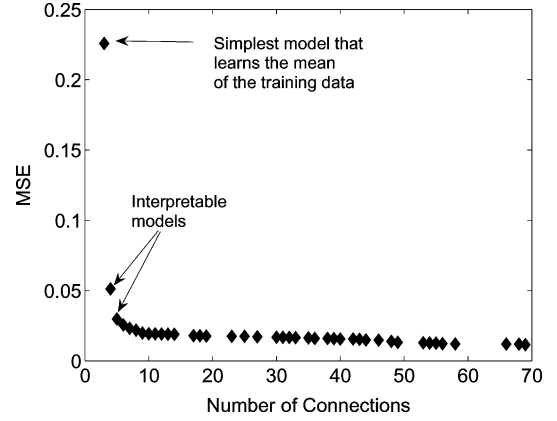 0.25
0.2
0.15
0.1
0.05
0
MSE
Simplest model that
learns the mean
of the training data
Interpretable
models
0 10 20 30 40 50 60 70
Number of Connections